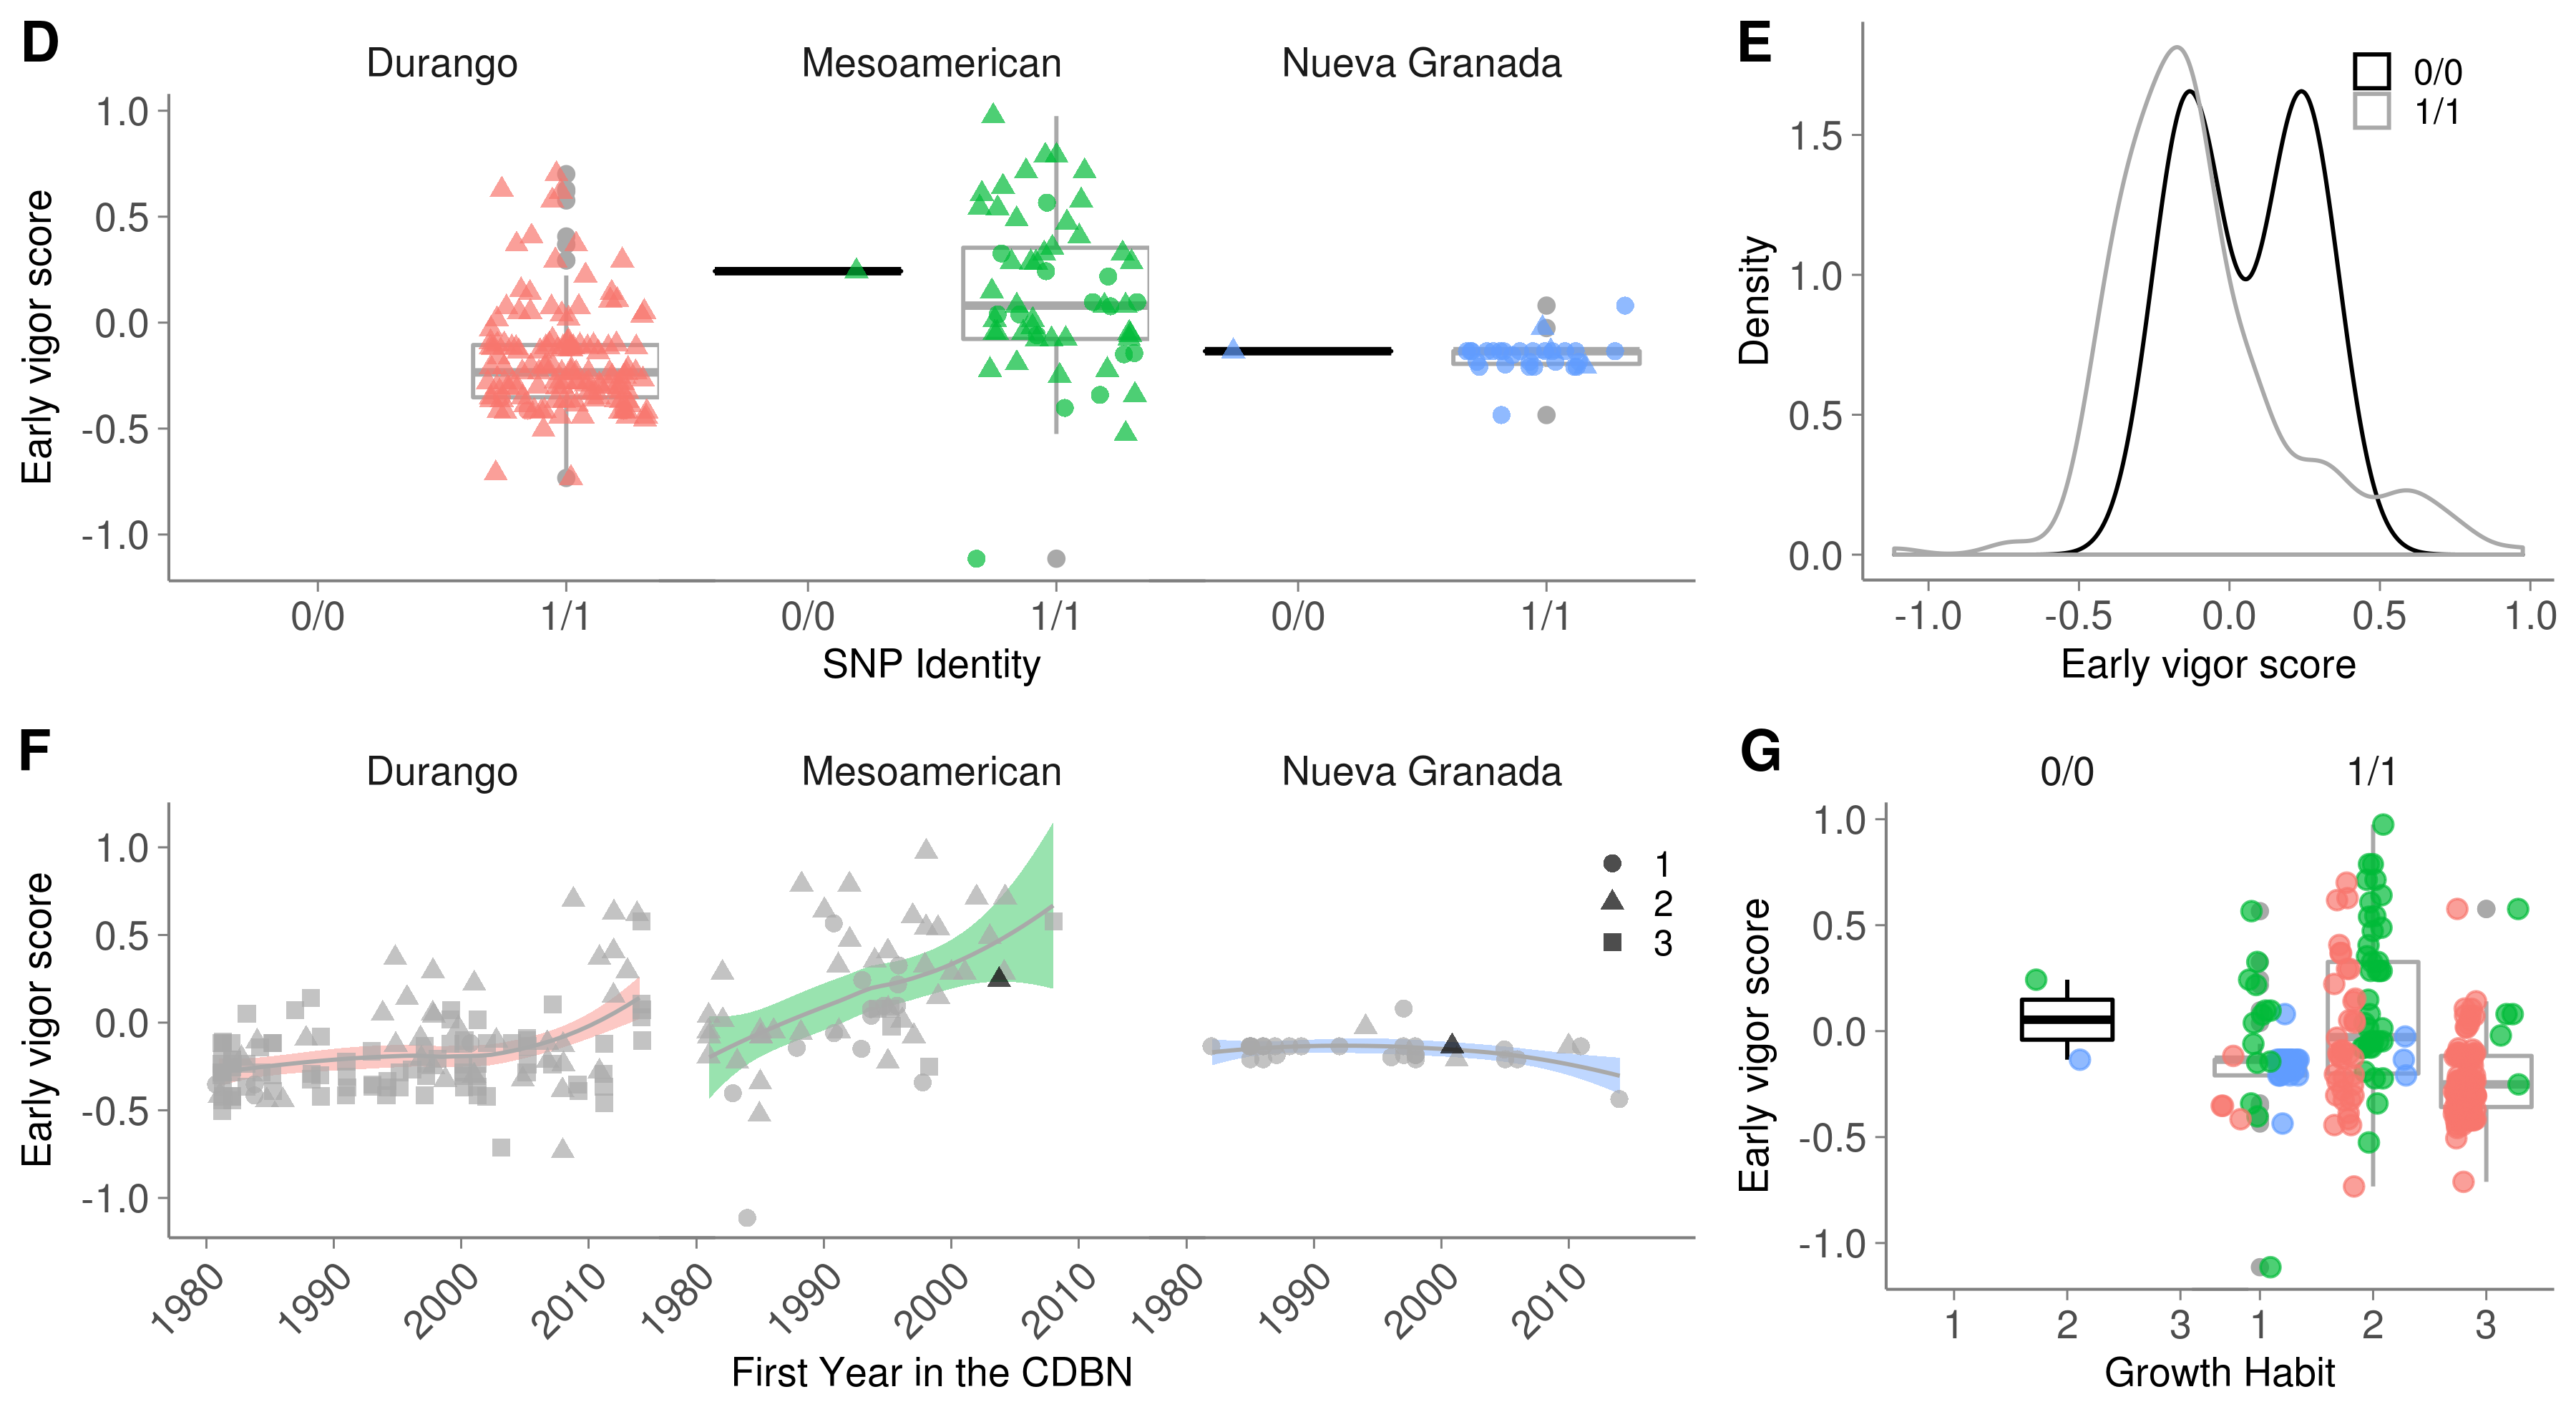 D
Durango Mesoamerican Nueva Granada
Early vigor score
1.0
0.5
0.0
-0.5
-1.0
0/0 1/1 0/0 1/1 0/0 1/1
SNP Identity
E
0/0
1/1
Density
1.5
1.0
0.5
0.0
-1.0 -0.5 0.0 0.5 1.0
Early vigor score
F
Durango Mesoamerican Nueva Granada
Early vigor score
1.0
0.5
0.0
-0.5
-1.0
1
2
3
1980 1990 2000 2010 1980 1990 2000 2010 1980 1990 2000 2010
First Year in the CDBN
G
0/0 1/1
Early vigor score
1.0
0.5
0.0
-0.5
-1.0
1 2 3 1 2 3
Growth Habit